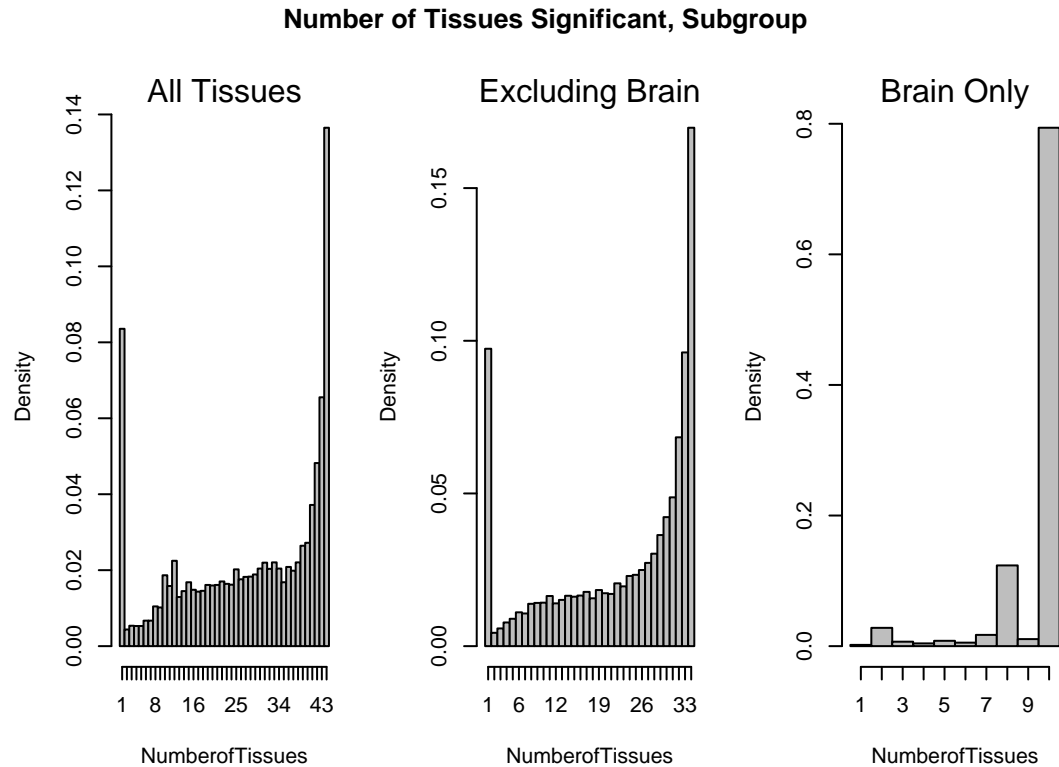 Number of Tissues Significant, Subgroup
All Tissues
Density
0.00 0.02 0.04 0.06 0.08 0.10 0.12 0.14
1 8 16 25 34 43
NumberofTissues
Excluding Brain
Density
0.00 0.05 0.10 0.15
1 6 12 19 26 33
NumberofTissues
Brain Only
Density
0.0 0.2 0.4 0.6 0.8
1 3 5 7 9
NumberofTissues